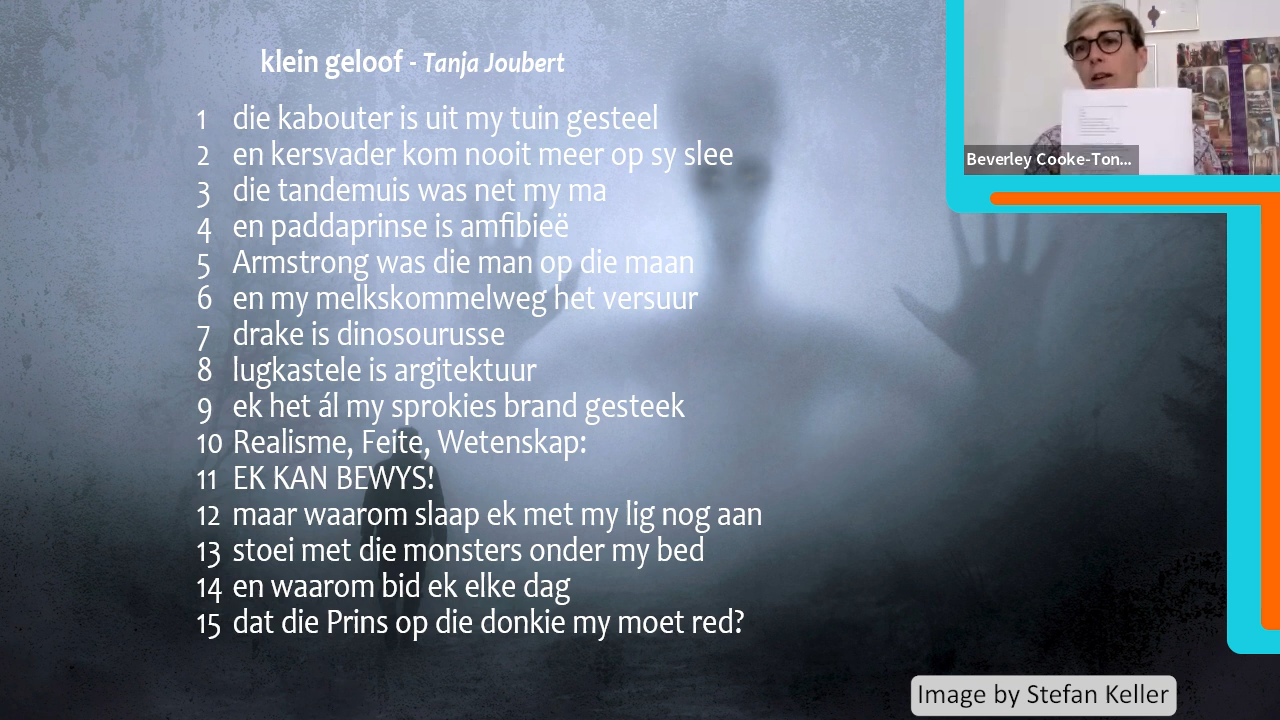 klein geloof - Tanja Joubert
1 die kabouter is uit my tuin gesteel
2 en kersvader kom nooit meer op sy slee
3 die tandemuis was net my ma
4 en paddaprinse is amfibieë
5 Armstrong was die man op die maan
6 en my melkskommelweg het versuur
7 drake is dinosourusse
8 lugkastele is argitektuur
9 ek het ál my sprokies brand gesteek
10 Realisme, Feite, Wetenskap:
11 EK KAN BEWYS!
12 maar waarom slaap ek met my lig nog aan
13 stoei met die monsters onder my bed
14 en waarom bid ek elke dag
15 dat die Prins op die donkie my moet red?
Beverley Cooke-Ton...
Image by Stefan Keller